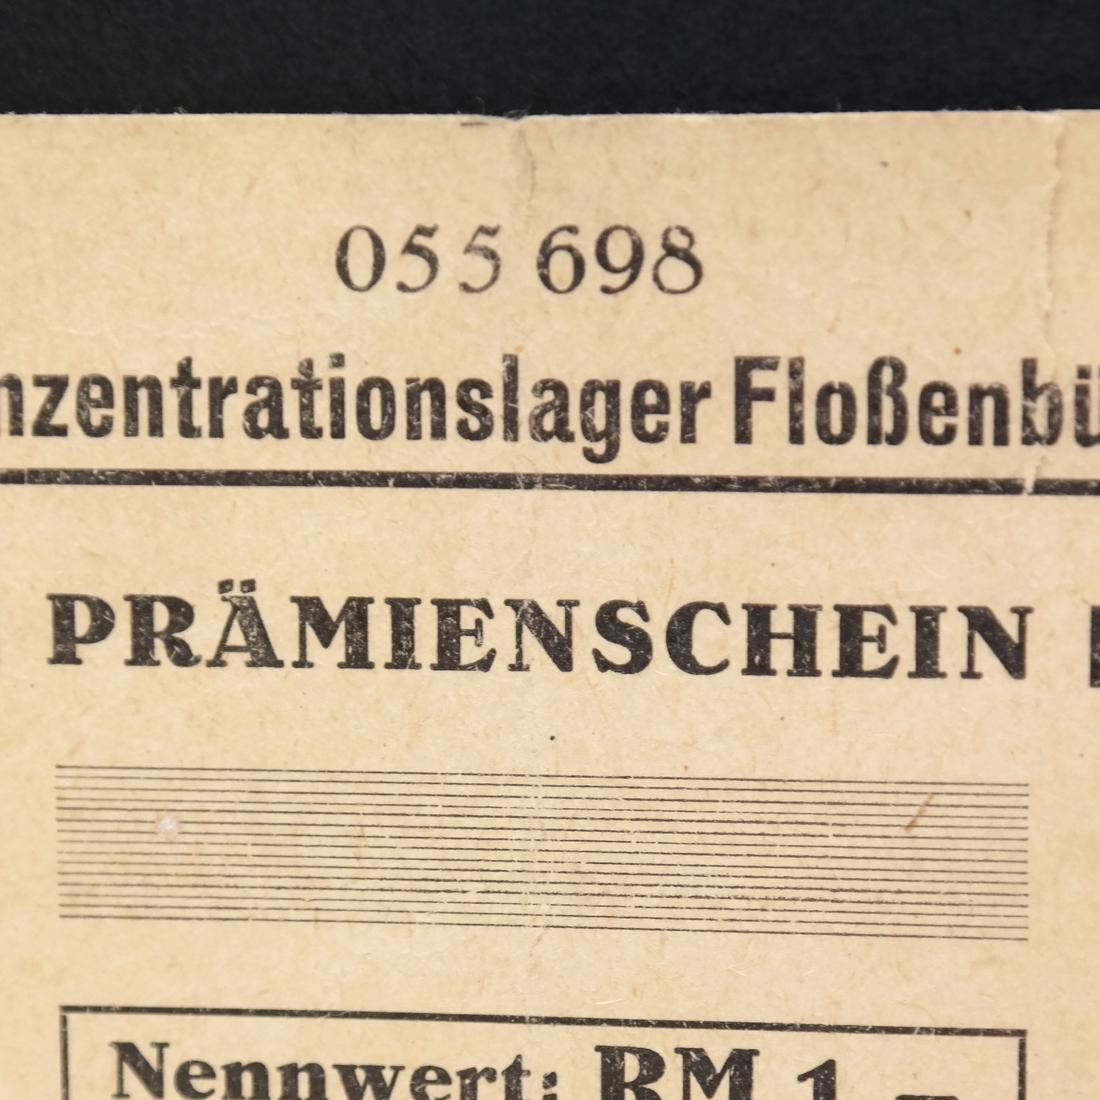 055 698
nzentrationslager Floßenbü
PRÄMIENSCHEIN
Nennwert: RM 1.–